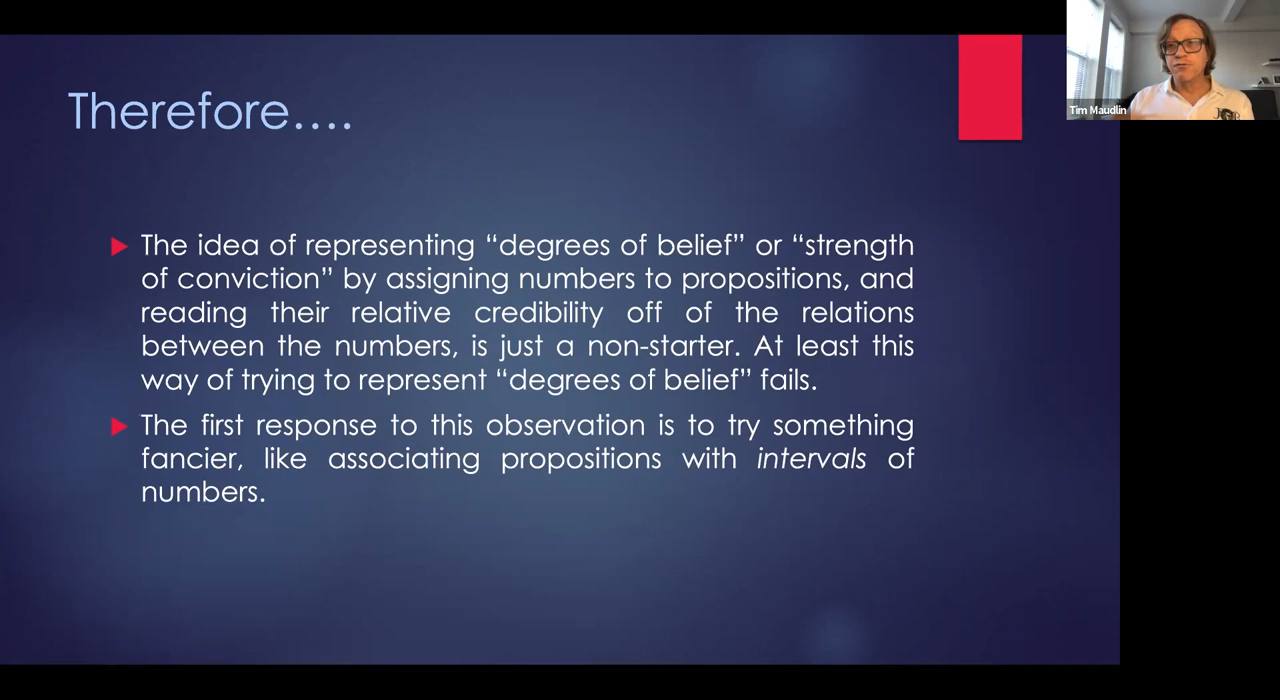 Therefore….
The idea of representing “degrees of belief” or “strength
of conviction” by assigning numbers to propositions, and
reading their relative credibility off of the relations
between the numbers, is just a non-starter. At least this
way of trying to represent “degrees of belief” fails.
The first response to this observation is to try something
fancier, like associating propositions with intervals of
numbers.
Tim Maudlin